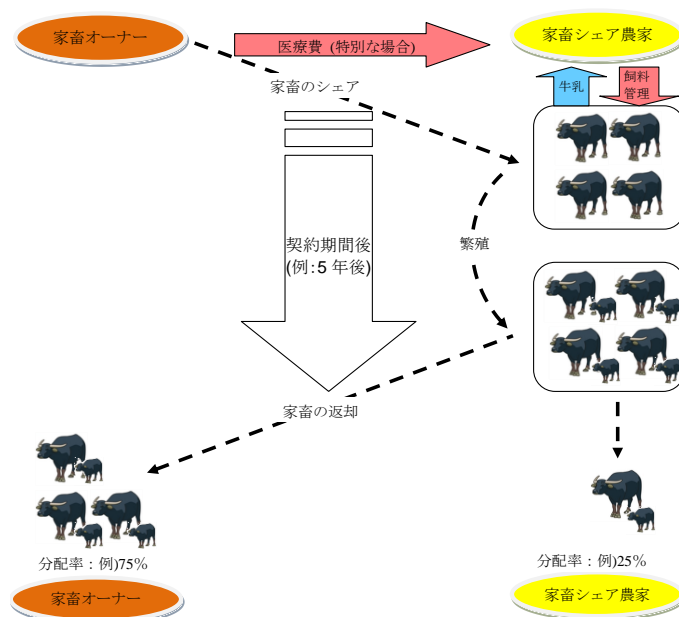 家畜オーナー
医療費 (特別な場合)
家畜シェア農家
家畜のシェア
牛乳
飼料
管理
契約期間後
(例:5 年後)
繁殖
家畜の返却
分配率：例)75%
分配率：例)25%
家畜オーナー
家畜シェア農家